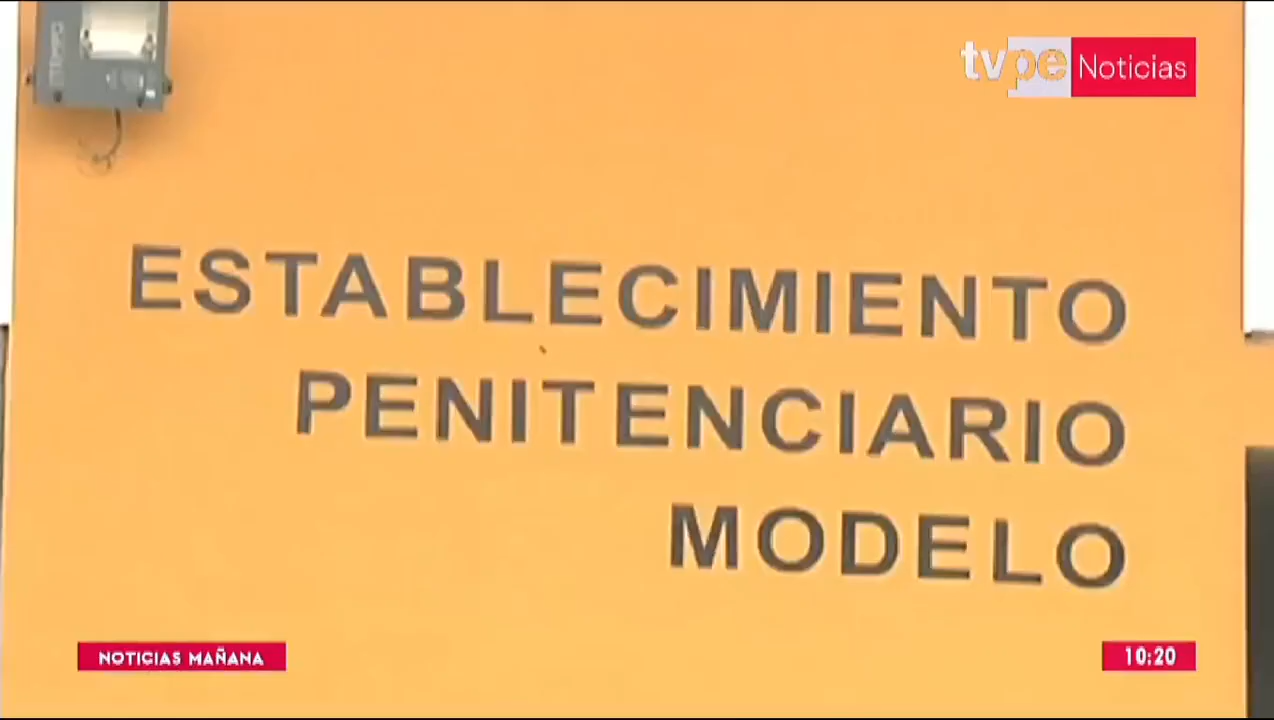 tvpe Noticias
ESTABLECIMIENTO
PENITENCIARIO
MODELO
NOTICIAS MAÑANA
10:20